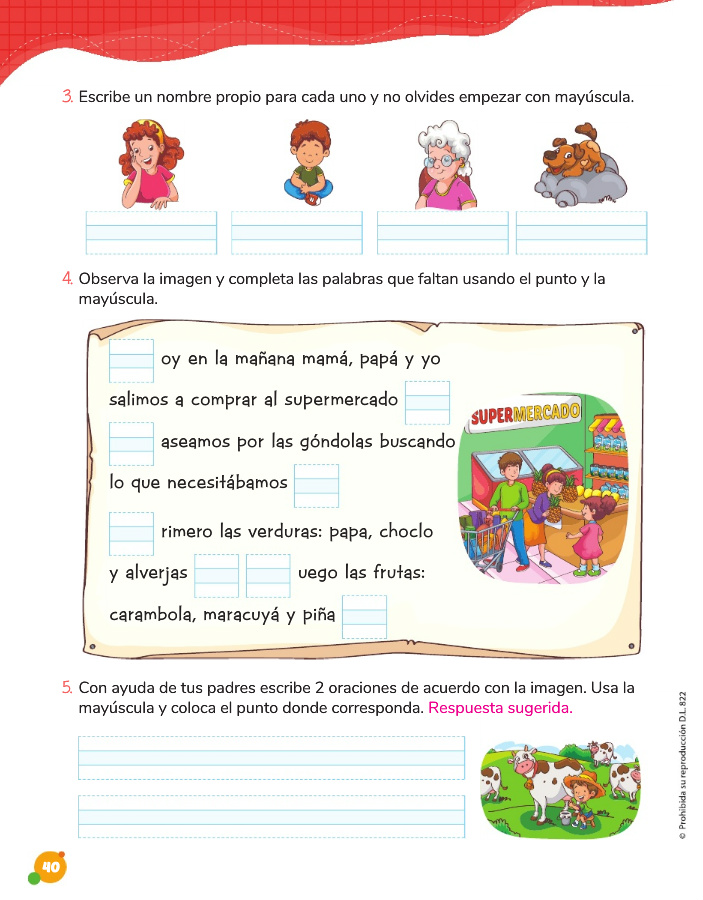 3. Escribe un nombre propio para cada uno y no olvides empezar con mayúscula.
4. Observa la imagen y completa las palabras que faltan usando el punto y la
mayúscula.
oy en la mañana mamá, papá y yo
salimos a comprar al supermercado
aseamos por las góndolas buscando
lo que necesitábamos
rimero las verduras: papa, choclo
y alverjas uego las frutas:
carambola, maracuyá y piña
SUPERMERCADO
5. Con ayuda de tus padres escribe 2 oraciones de acuerdo con la imagen. Usa la
mayúscula y coloca el punto donde corresponda. Respuesta sugerida.
© Prohibida su reproducción D.L. 822
40